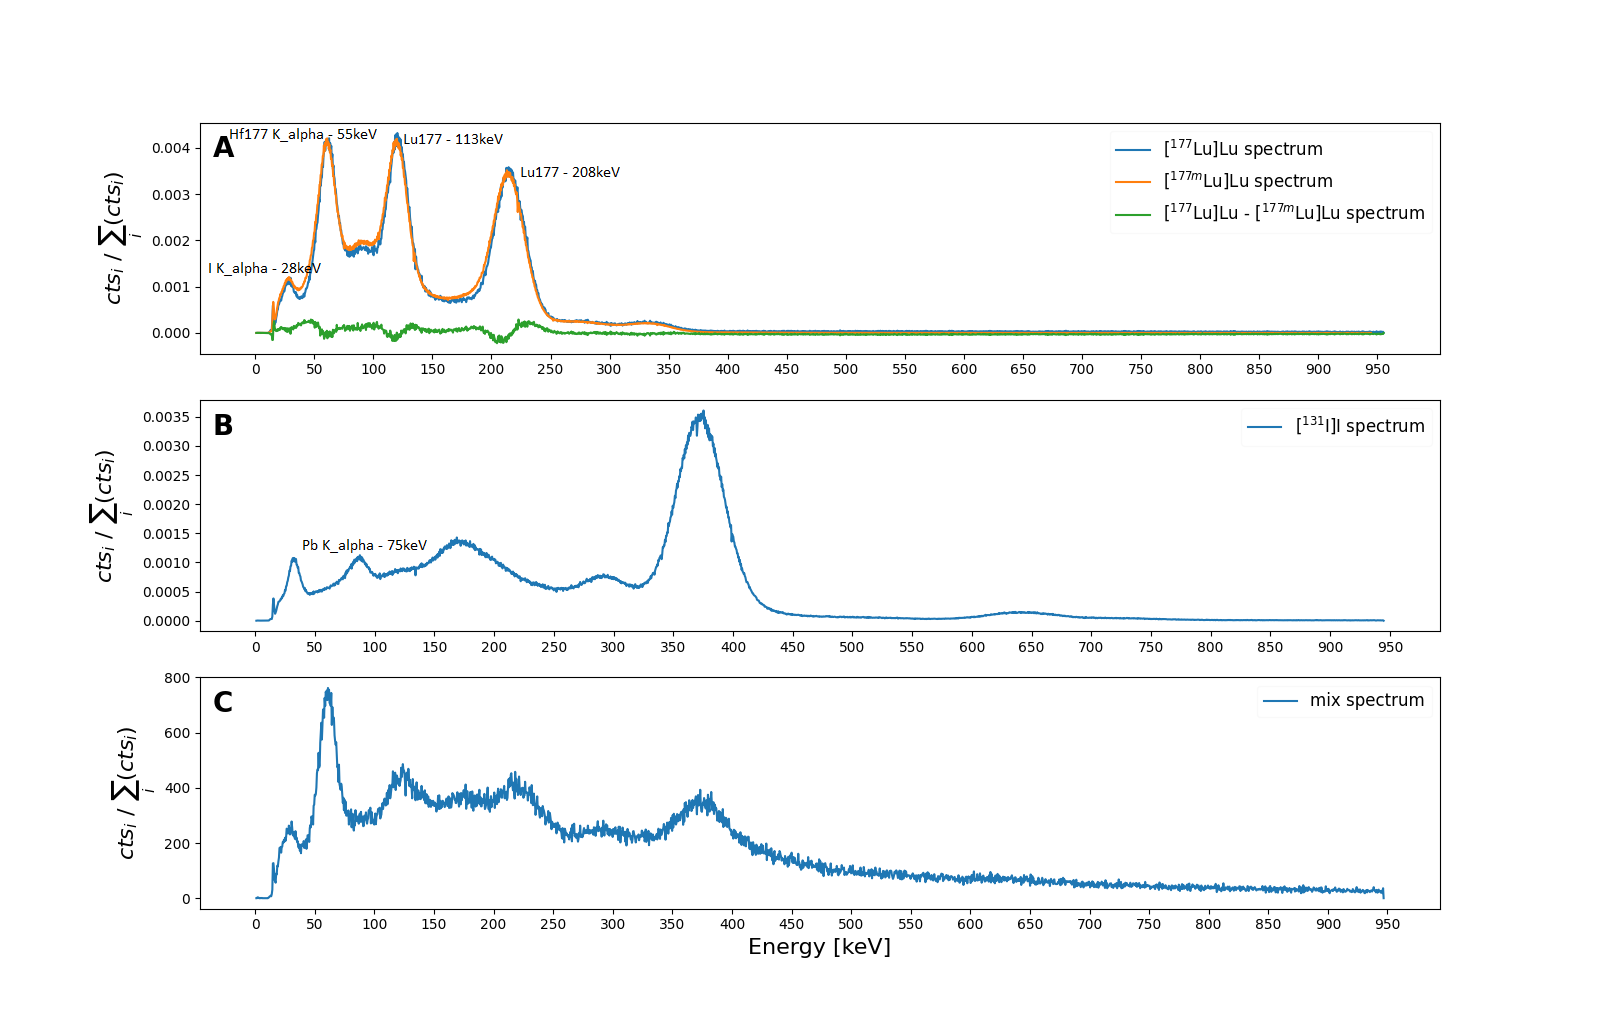 A
Hf177 K_alpha - 55keV
Lu177 - 113keV
Lu177 - 208keV
I K_alpha - 28keV
[¹⁷⁷Lu]Lu spectrum
[¹⁷⁷ᵐLu]Lu spectrum
[¹⁷⁷Lu]Lu - [¹⁷⁷ᵐLu]Lu spectrum
cts_i / ∑_i(cts_i)
0.004
0.003
0.002
0.001
0.000
0 50 100 150 200 250 300 350 400 450 500 550 600 650 700 750 800 850 900 950
B
Pb K_alpha - 75keV
[¹³¹I]I spectrum
cts_i / ∑_i(cts_i)
0.0035
0.0030
0.0025
0.0020
0.0015
0.0010
0.0005
0.0000
0 50 100 150 200 250 300 350 400 450 500 550 600 650 700 750 800 850 900 950
C
mix spectrum
cts_i / ∑_i(cts_i)
800
600
400
200
0
0 50 100 150 200 250 300 350 400 450 500 550 600 650 700 750 800 850 900 950
Energy [keV]